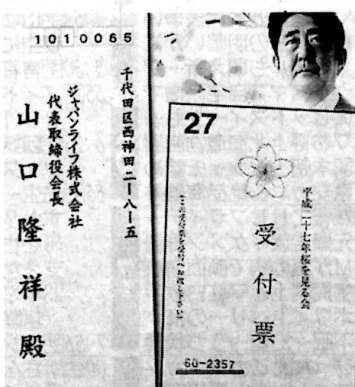 1010065
千代田区西神田二ー八ー五
ジャパンライフ株式会社
代表取締役会長
山口隆祥殿
27
平成二十七年桜を見る会
受付票
60-2357